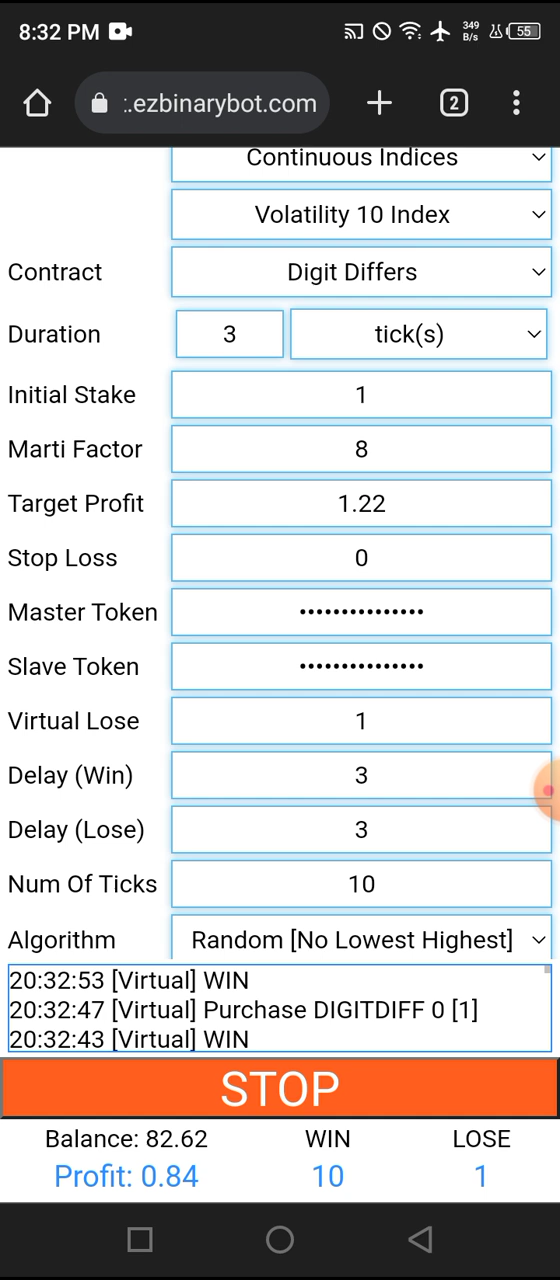 8:32 PM
349 B/s
55
:.ezbinarybot.com
2
Continuous Indices
Volatility 10 Index
Contract Digit Differs
Duration 3 tick(s)
Initial Stake 1
Marti Factor 8
Target Profit 1.22
Stop Loss 0
Master Token •••••••••••••••
Slave Token •••••••••••••••
Virtual Lose 1
Delay (Win) 3
Delay (Lose) 3
Num Of Ticks 10
Algorithm Random [No Lowest Highest]
20:32:53 [Virtual] WIN
20:32:47 [Virtual] Purchase DIGITDIFF 0 [1]
20:32:43 [Virtual] WIN
STOP
Balance: 82.62 WIN LOSE
Profit: 0.84 10 1